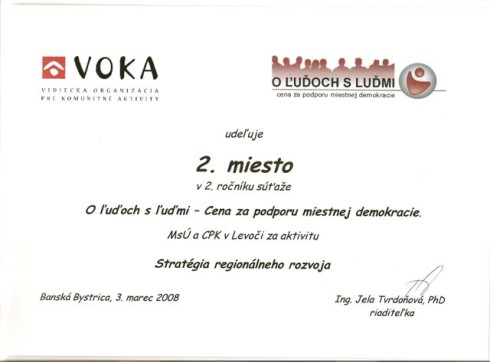 VOKA
VIDIECKA ORGANIZÁCIA
PRE KOMUNITNÉ AKTIVITY
O ĽUĎOCH S ĽUĎMI
cena za podporu miestnej demokracie
udeľuje
2. miesto
v 2. ročníku súťaže
O ľuďoch s ľuďmi – Cena za podporu miestnej demokracie.
MsÚ a CPK v Levoči za aktivitu
Stratégia regionálneho rozvoja
Banská Bystrica, 3. marec 2008
Ing. Jela Tvrdoňová, PhD
riaditeľka